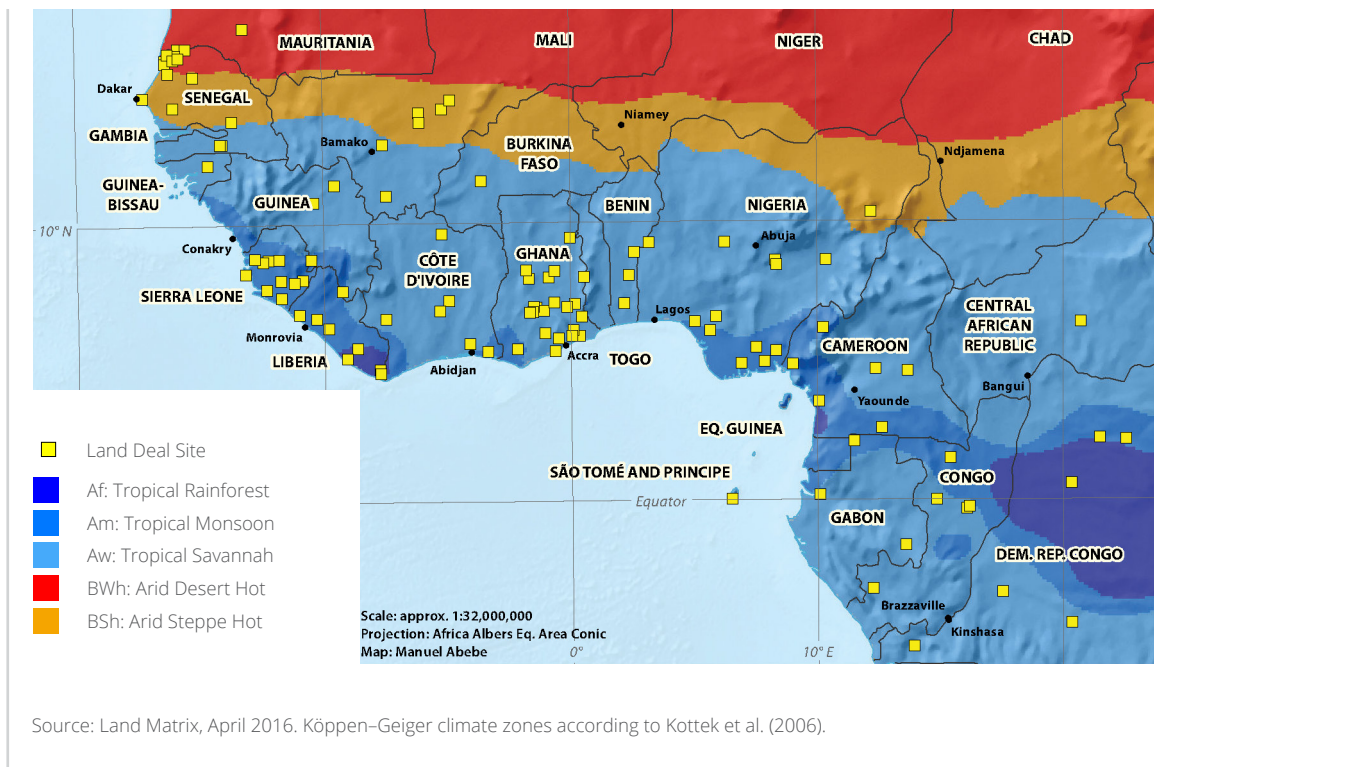 MAURITANIA
MALI
NIGER
CHAD
Dakar
SENEGAL
GAMBIA
Bamako
Niamey
BURKINA
FASO
Ndjamena
GUINEA-
BISSAU
GUINEA
BENIN
NIGERIA
10° N
Conakry
Abuja
GHANA
CÔTE
D'IVOIRE
SIERRA LEONE
Lagos
CENTRAL
AFRICAN
REPUBLIC
Monrovia
LIBERIA
Abidjan
Accra
TOGO
CAMEROON
Bangui
Yaounde
EQ. GUINEA
SÃO TOMÉ AND PRINCIPE
CONGO
Equator
GABON
DEM. REP. CONGO
Brazzaville
Kinshasa
Land Deal Site
Af: Tropical Rainforest
Am: Tropical Monsoon
Aw: Tropical Savannah
BWh: Arid Desert Hot
BSh: Arid Steppe Hot
Scale: approx. 1:32,000,000
Projection: Africa Albers Eq. Area Conic
Map: Manuel Abebe
0°
10° E
Source: Land Matrix, April 2016. Köppen–Geiger climate zones according to Kottek et al. (2006).